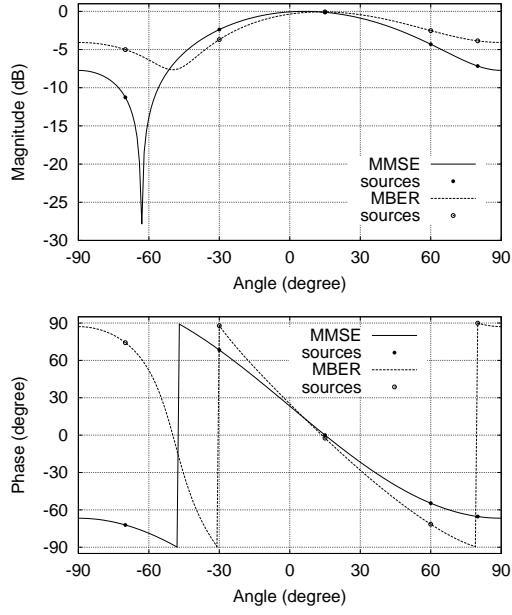 0
-5
-10
-15
-20
-25
-30
Magnitude (dB)
MMSE
sources
MBER
sources
-90 -60 -30 0 30 60 90
Angle (degree)
90
60
30
0
-30
-60
-90
Phase (degree)
MMSE
sources
MBER
sources
-90 -60 -30 0 30 60 90
Angle (degree)